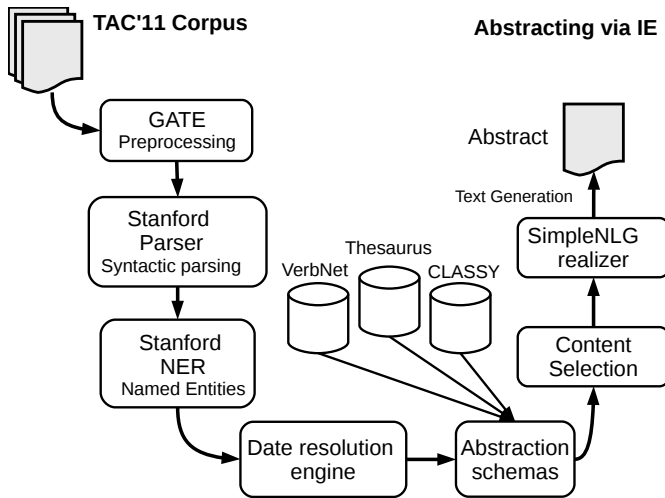 TAC'11 Corpus
Abstracting via IE
GATE
Preprocessing
Stanford
Parser
Syntactic parsing
Stanford
NER
Named Entities
Date resolution
engine
VerbNet
Thesaurus
CLASSY
Abstraction
schemas
Content
Selection
SimpleNLG
realizer
Text Generation
Abstract